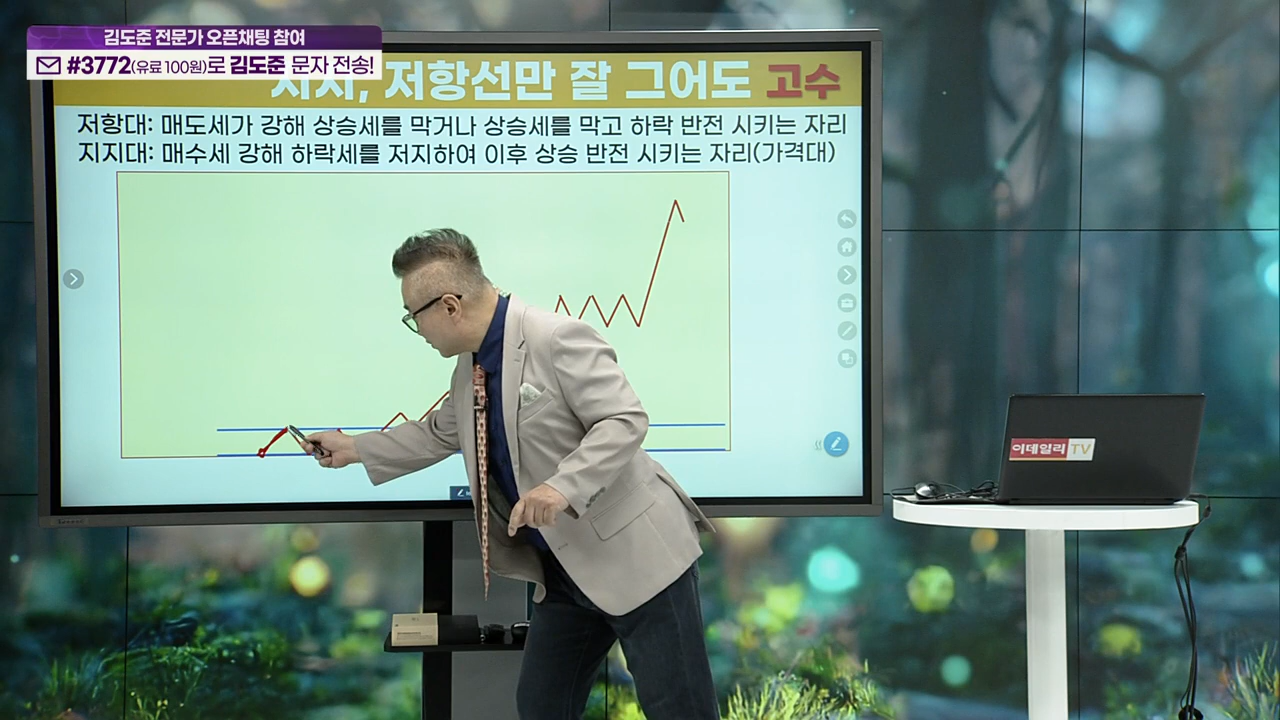 김도준 전문가 오픈채팅 참여
#3772(유료 100원)로 김도준 문자 전송!
지지, 저항선만 잘 그어도 고수
저항대: 매도세가 강해 상승세를 막거나 상승세를 막고 하락 반전 시키는 자리
지지대: 매수세 강해 하락세를 저지하여 이후 상승 반전 시키는 자리(가격대)
이데일리 TV